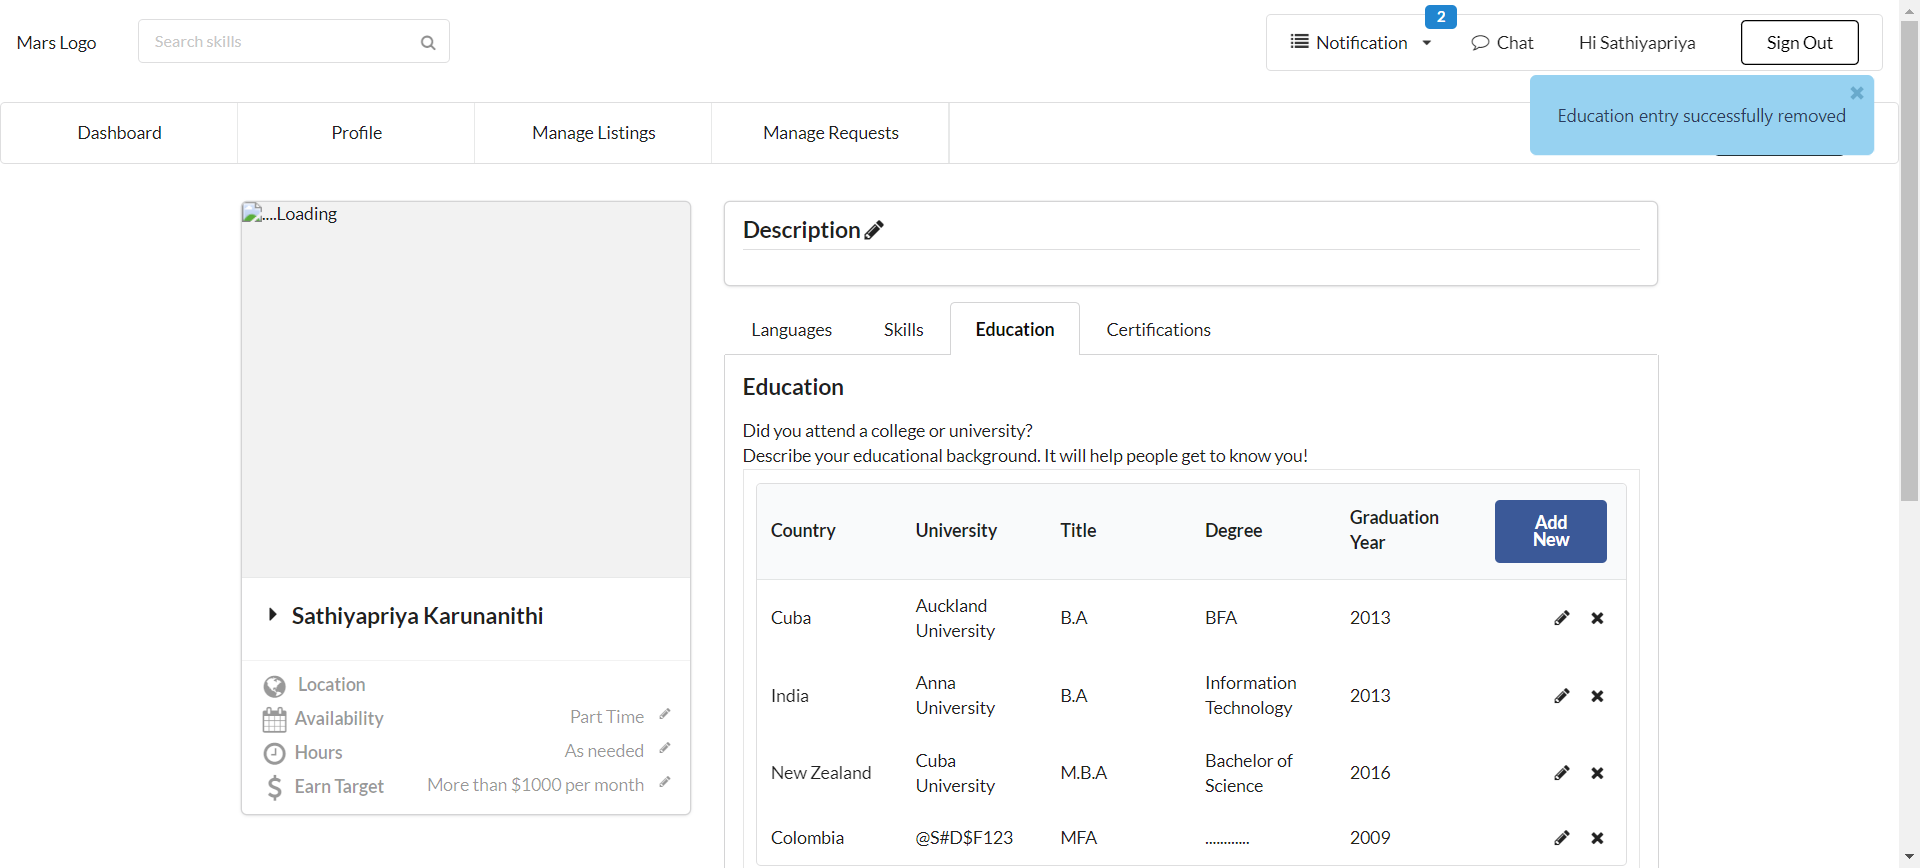 Mars Logo
Search skills
Notification
2
Chat
Hi Sathiyapriya
Sign Out
Education entry successfully removed
Dashboard
Profile
Manage Listings
Manage Requests
....Loading
Sathiyapriya Karunanithi
Location
Availability
Part Time
Hours
As needed
Earn Target
More than $1000 per month
Description
Languages
Skills
Education
Certifications
Education
Did you attend a college or university?
Describe your educational background. It will help people get to know you!
Country
University
Title
Degree
Graduation
Year
Add
New
Cuba
Auckland
University
B.A
BFA
2013
India
Anna
University
B.A
Information
Technology
2013
New Zealand
Cuba
University
M.B.A
Bachelor of
Science
2016
Colombia
@S#D$F123
MFA
............
2009